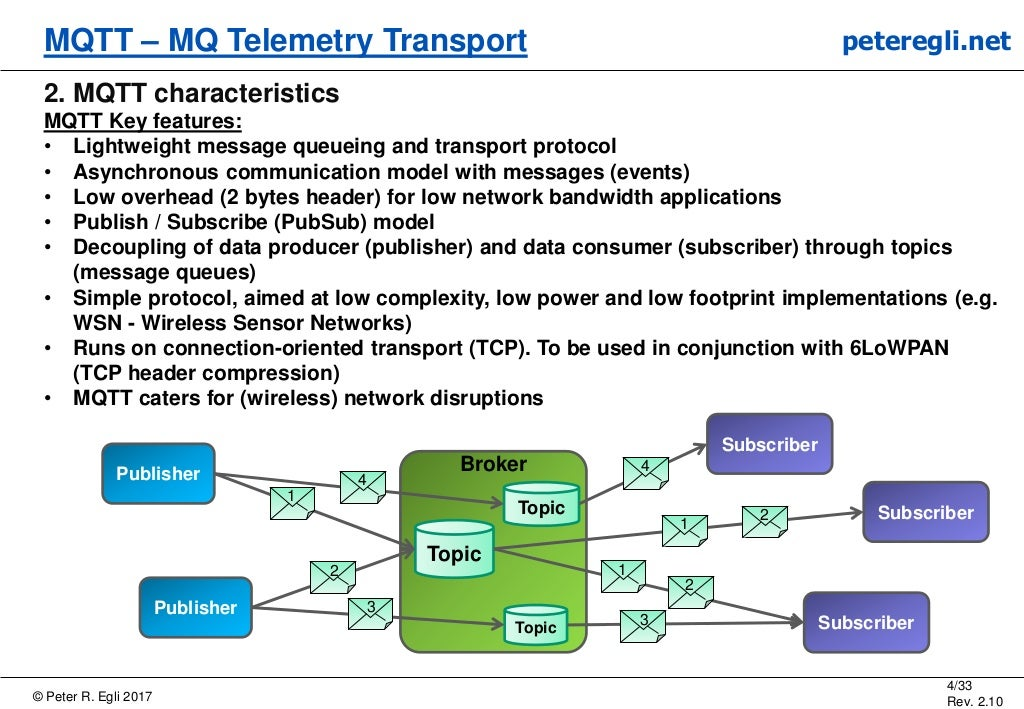 MQTT – MQ Telemetry Transport
peteregli.net
2. MQTT characteristics
MQTT Key features:
• Lightweight message queueing and transport protocol
• Asynchronous communication model with messages (events)
• Low overhead (2 bytes header) for low network bandwidth applications
• Publish / Subscribe (PubSub) model
• Decoupling of data producer (publisher) and data consumer (subscriber) through topics
(message queues)
• Simple protocol, aimed at low complexity, low power and low footprint implementations (e.g.
WSN - Wireless Sensor Networks)
• Runs on connection-oriented transport (TCP). To be used in conjunction with 6LoWPAN
(TCP header compression)
• MQTT caters for (wireless) network disruptions
Publisher
1
4
Broker
Topic
4
Subscriber
Topic
1
2
Subscriber
Publisher
2
3
1
2
Topic
3
Subscriber
© Peter R. Egli 2017
4/33
Rev. 2.10